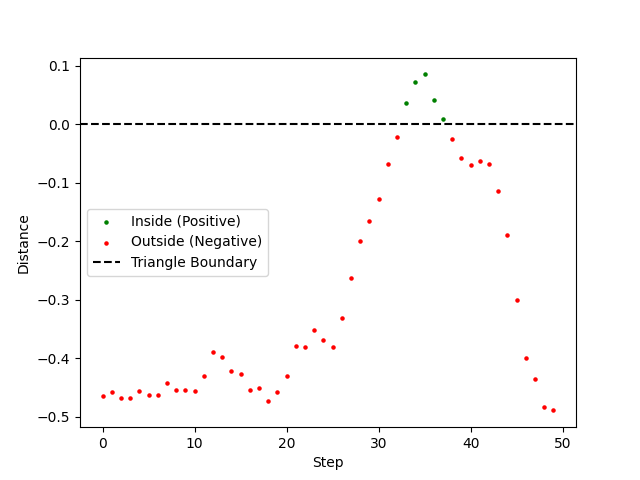 0.1
0.0
−0.1
−0.2
−0.3
−0.4
−0.5
Distance
Inside (Positive)
Outside (Negative)
Triangle Boundary
0
10
20
30
40
50
Step